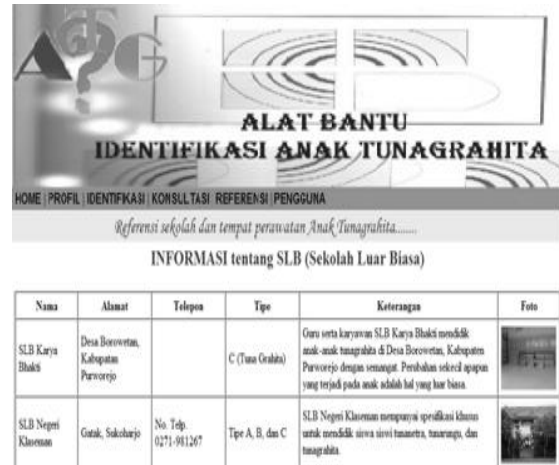 ATG
ALAT BANTU
IDENTIFIKASI ANAK TUNAGRAHITA
HOME | PROFIL | IDENTIFIKASI | KONSULTASI REFERENSI | PENGGUNA
Referensi sekolah dan tempat perawatan Anak Tunagrahita........
INFORMASI tentang SLB (Sekolah Luar Biasa)
Nama Alamat Telepon Tipe Keterangan Foto
SLB Karya
Bhakti
Desa Borowetan,
Kabupatan
Purworejo
C (Tuna Grahita)
Guru serta karyawan SLB Karya Bhakti mendidik
anak-anak tunagrahita di Desa Borowetan, Kabupaten
Purworejo dengan semangat. Perubahan sekecil apapun
yang terjadi pada anak adalah hal yang luar biasa.
SLB Negeri
Klaseman
Gatak, Sukoharjo
No. Telp.
0271-981267
Tipe A, B, dan C
SLB Negeri Klaseman mempunyai spesifikasi khusus
untuk mendidik siswa siswi tunanetra, tunarungu, dan
tunagrahita.